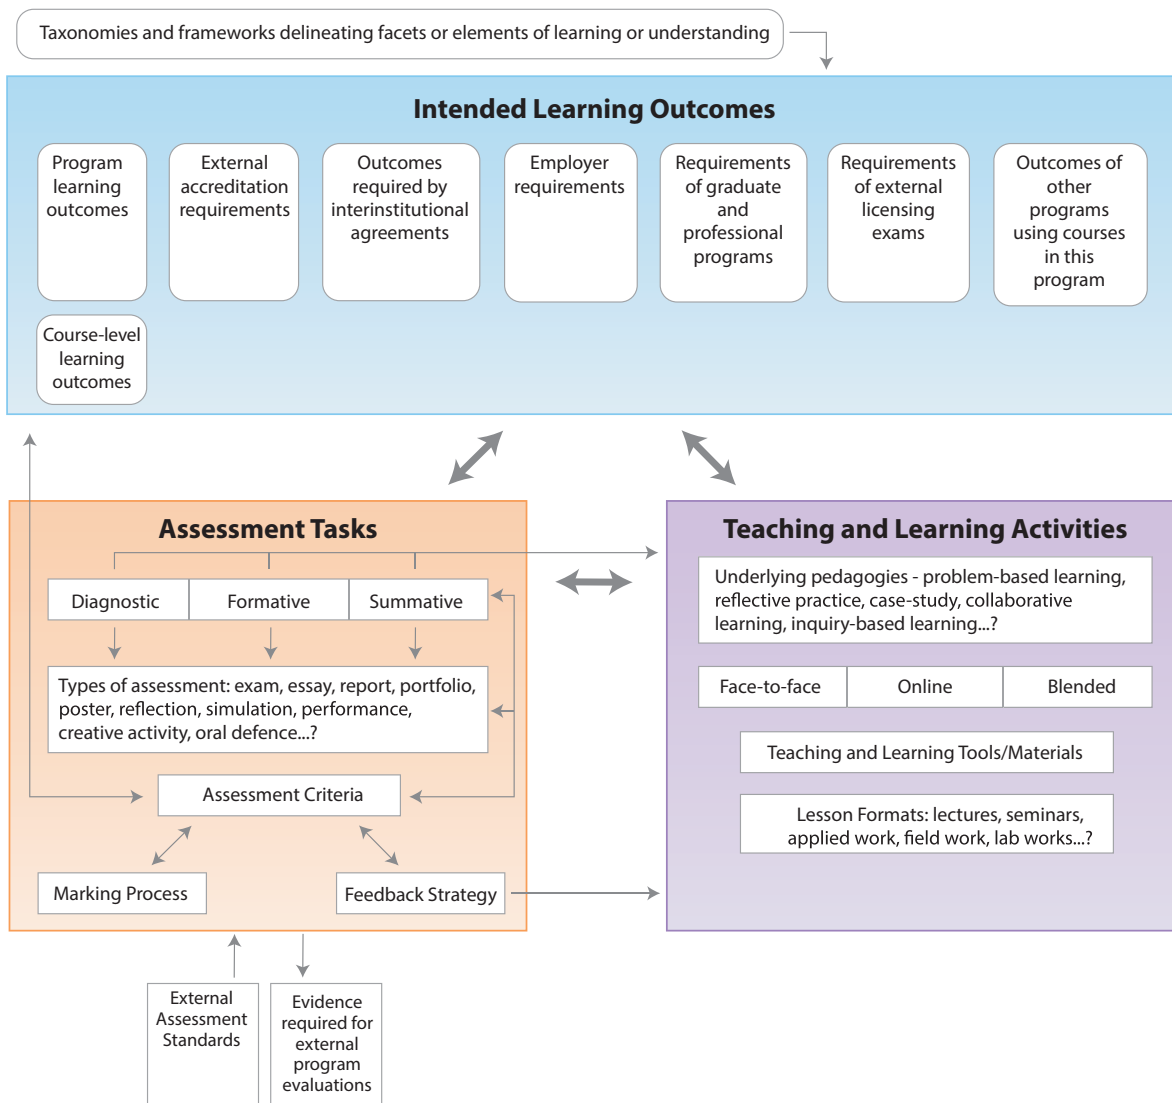 Taxonomies and frameworks delineating facets or elements of learning or understanding
Intended Learning Outcomes
Program
learning
outcomes
External
accreditation
requirements
Outcomes
required by
interinstitutional
agreements
Employer
requirements
Requirements
of graduate
and
professional
programs
Requirements
of external
licensing
exams
Outcomes of
other
programs
using courses
in this
program
Course-level
learning
outcomes
Assessment Tasks
Diagnostic
Formative
Summative
Types of assessment: exam, essay, report, portfolio,
poster, reflection, simulation, performance,
creative activity, oral defence...?
Assessment Criteria
Marking Process
Feedback Strategy
Teaching and Learning Activities
Underlying pedagogies - problem-based learning,
reflective practice, case-study, collaborative
learning, inquiry-based learning...?
Face-to-face
Online
Blended
Teaching and Learning Tools/Materials
Lesson Formats: lectures, seminars,
applied work, field work, lab works...?
External
Assessment
Standards
Evidence
required for
external
program
evaluations